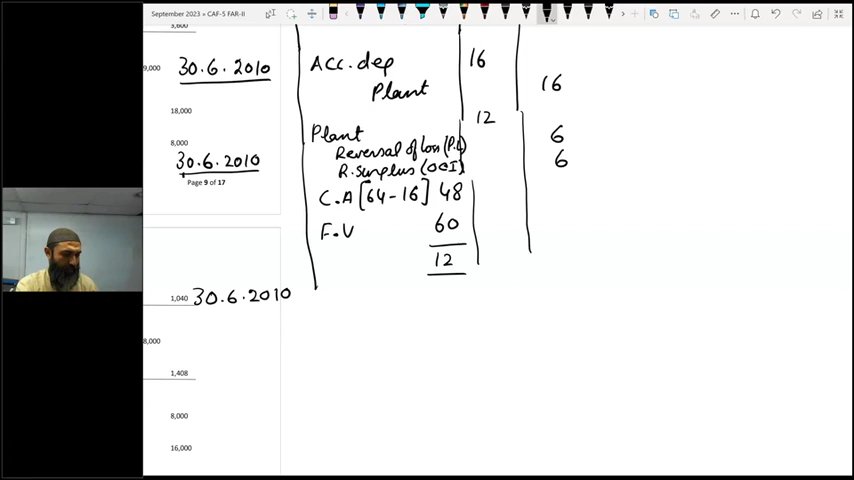 September 2023 » CAF-5 FAR-II
3,600
9,000
30.6.2010
18,000
8,000
30.6.2010
Page 9 of 17
1,040
30.6.2010
8,000
1,408
8,000
16,000
Acc.dep 16
Plant 16
Plant 12
Reversal of loss (P.L) 6
R.Surplus (OCI) 6
C.A [64-16] 48
F.V 60
12